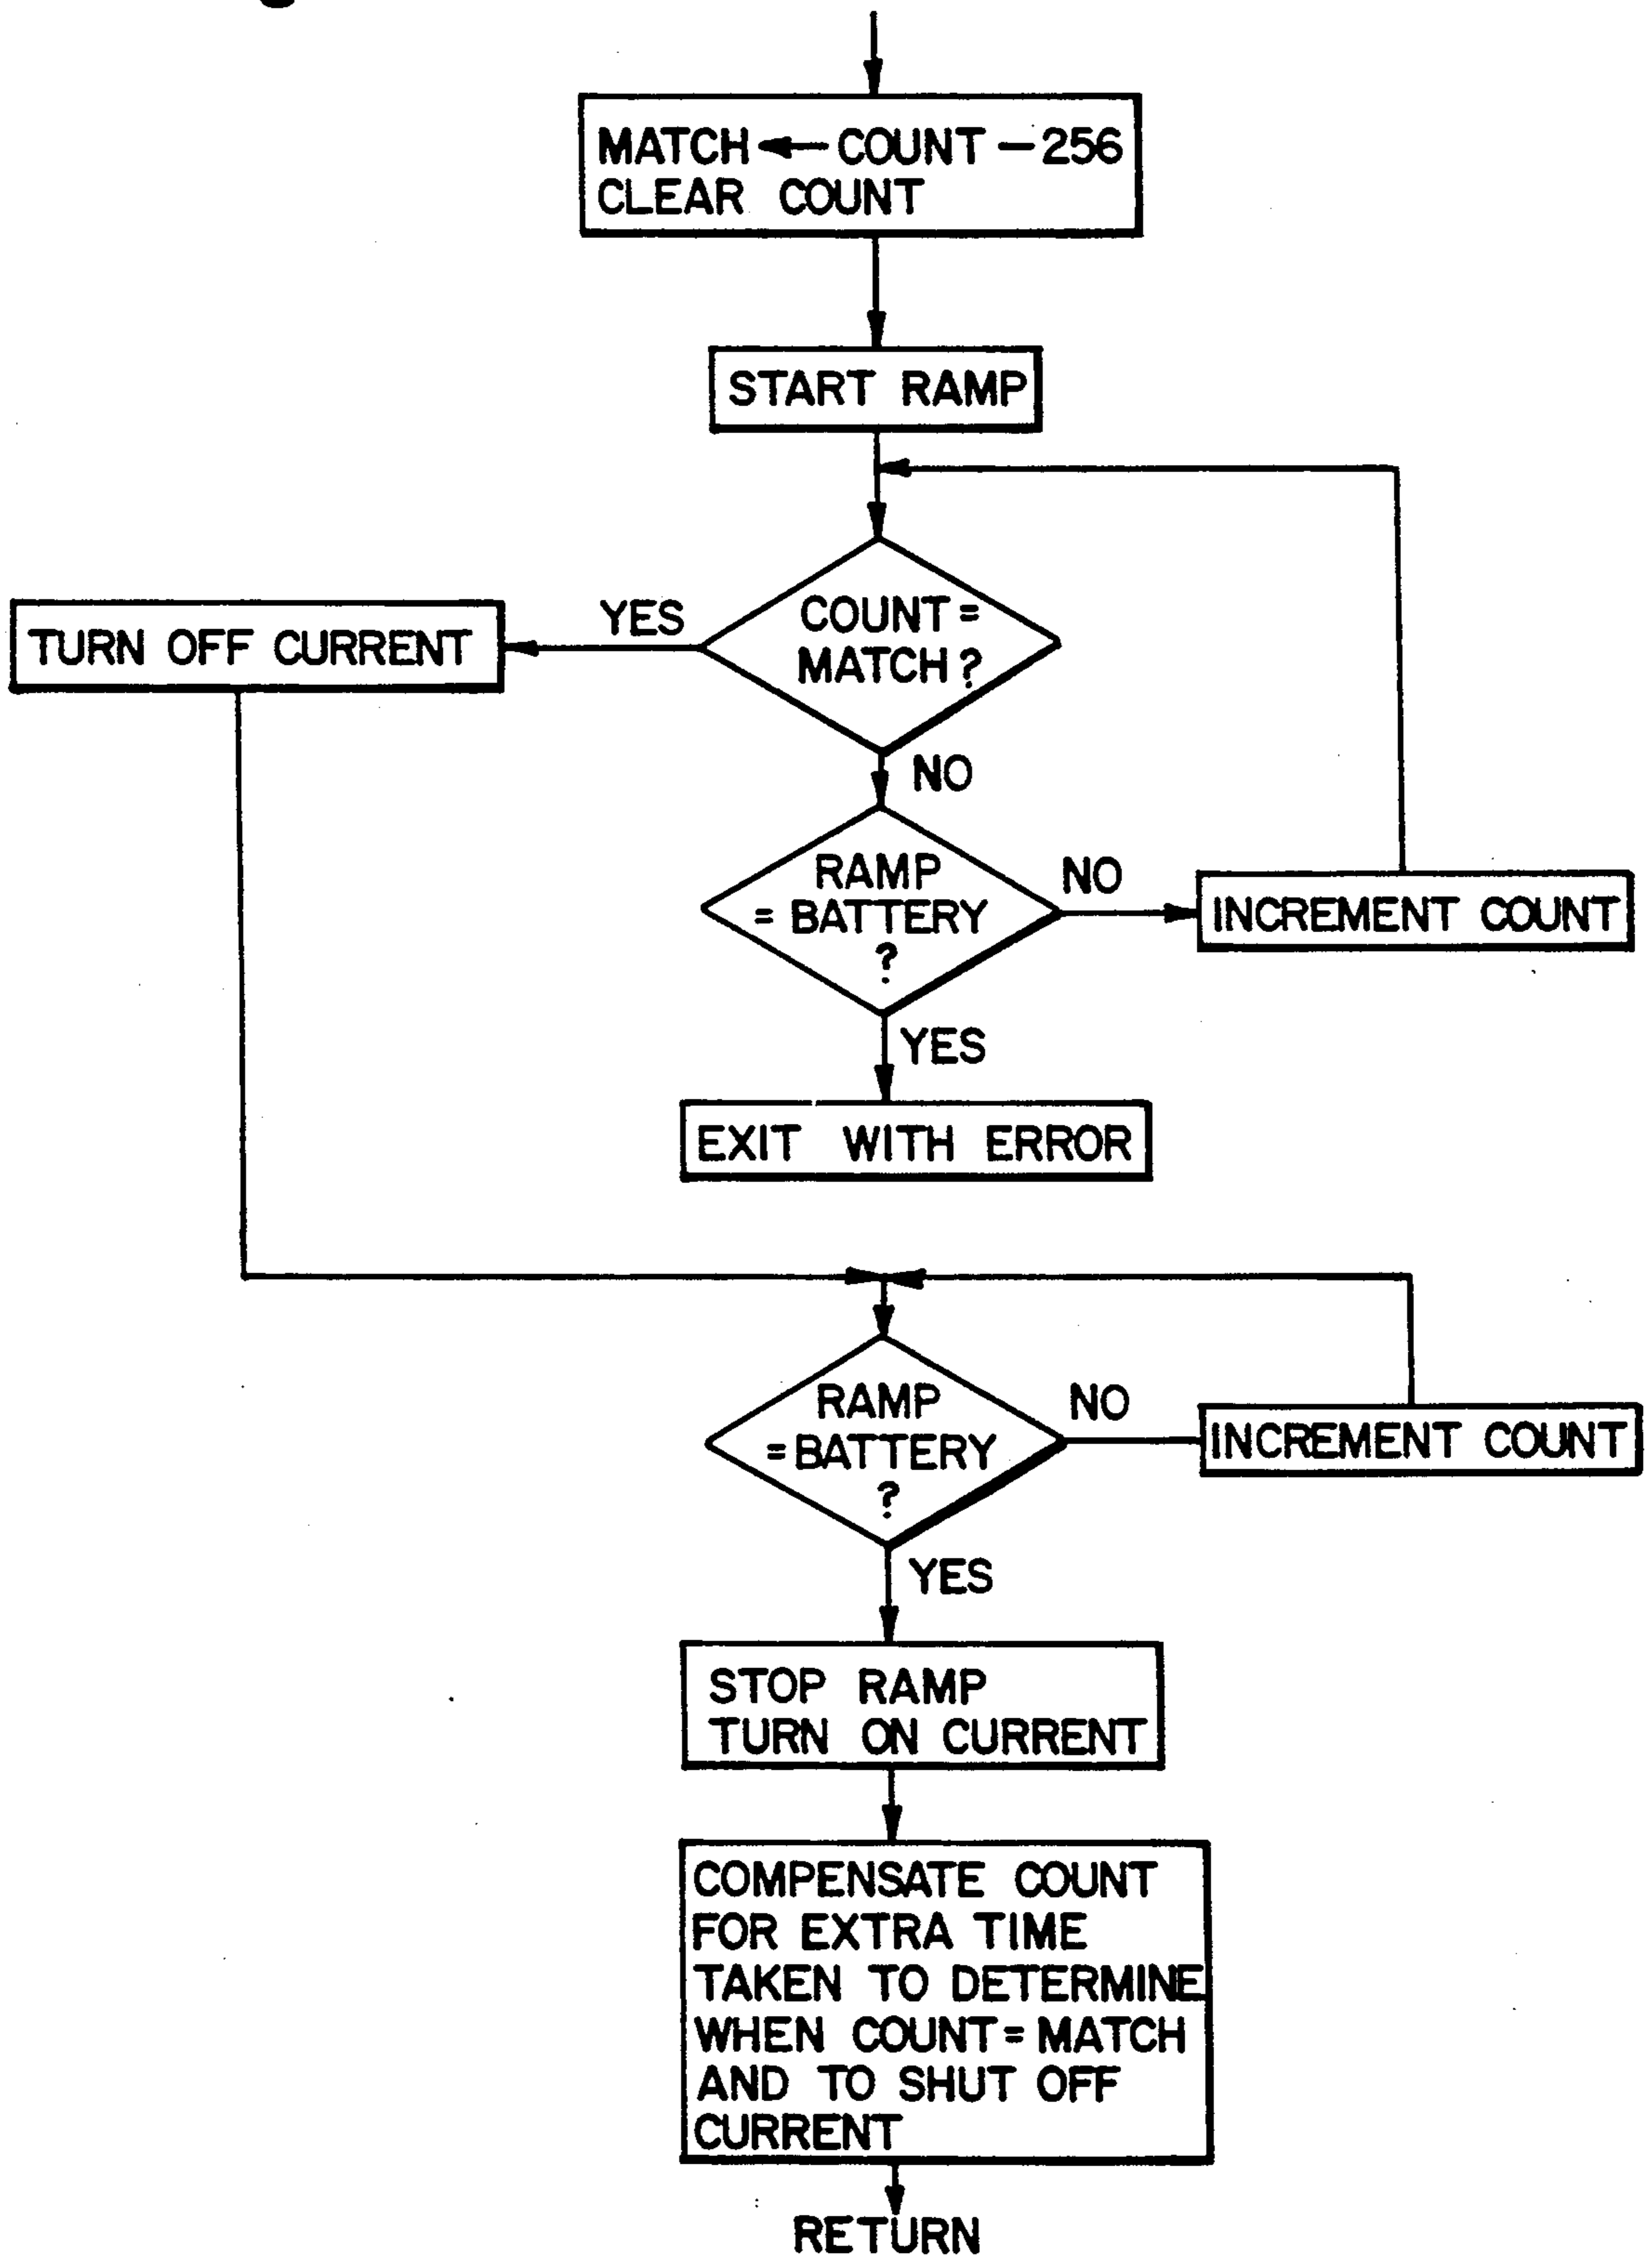 MATCH ← COUNT – 256
CLEAR COUNT
START RAMP
COUNT =
MATCH ?
YES
TURN OFF CURRENT
NO
RAMP
= BATTERY
?
NO
INCREMENT COUNT
YES
EXIT WITH ERROR
RAMP
= BATTERY
?
NO
INCREMENT COUNT
YES
STOP RAMP
TURN ON CURRENT
COMPENSATE COUNT
FOR EXTRA TIME
TAKEN TO DETERMINE
WHEN COUNT = MATCH
AND TO SHUT OFF
CURRENT
RETURN